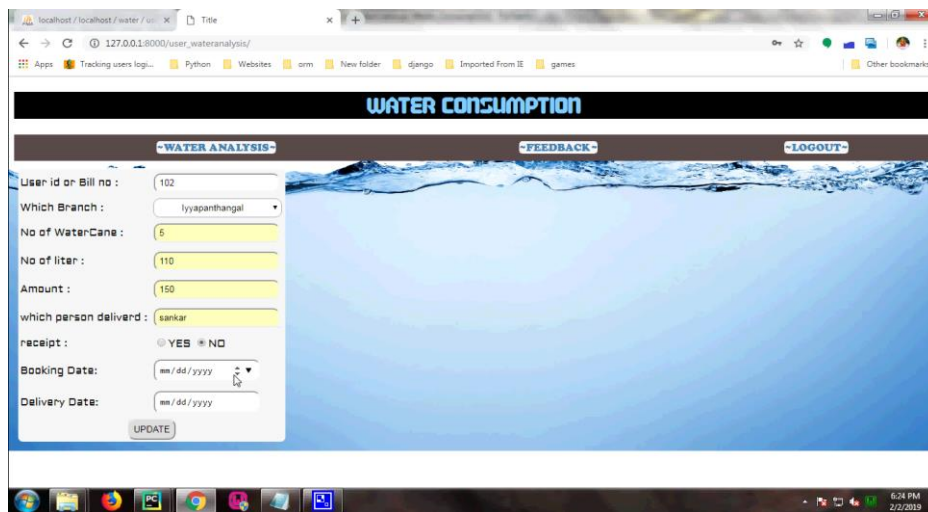 localhost / localhost / water / us
Title
127.0.0.1:8000/user_wateranalysis/
Apps Tracking users logi... Python Websites orm New folder django Imported From IE games Other bookmarks
WATER CONSUMPTION
~WATER ANALYSIS~ ~FEEDBACK~ ~LOGOUT~
User id or Bill no : 102
Which Branch : Iyyapanthangal
No of WaterCane : 5
No of liter : 110
Amount : 150
which person deliverd : sankar
receipt : YES NO
Booking Date: mm/dd/yyyy
Delivery Date: mm/dd/yyyy
UPDATE
PC
6:24 PM
2/2/2019